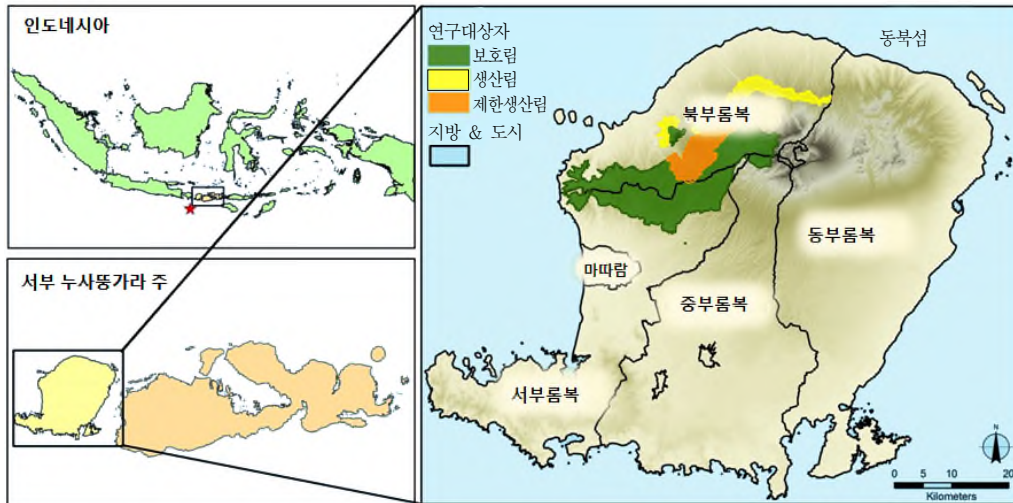 인도네시아
서부 누사뚱가라 주
연구대상자
보호림
생산림
제한생산림
지방 & 도시
동북섬
북부롬복
동부롬복
마따람
중부롬복
서부롬복
N
0 5 10 20
Kilometers